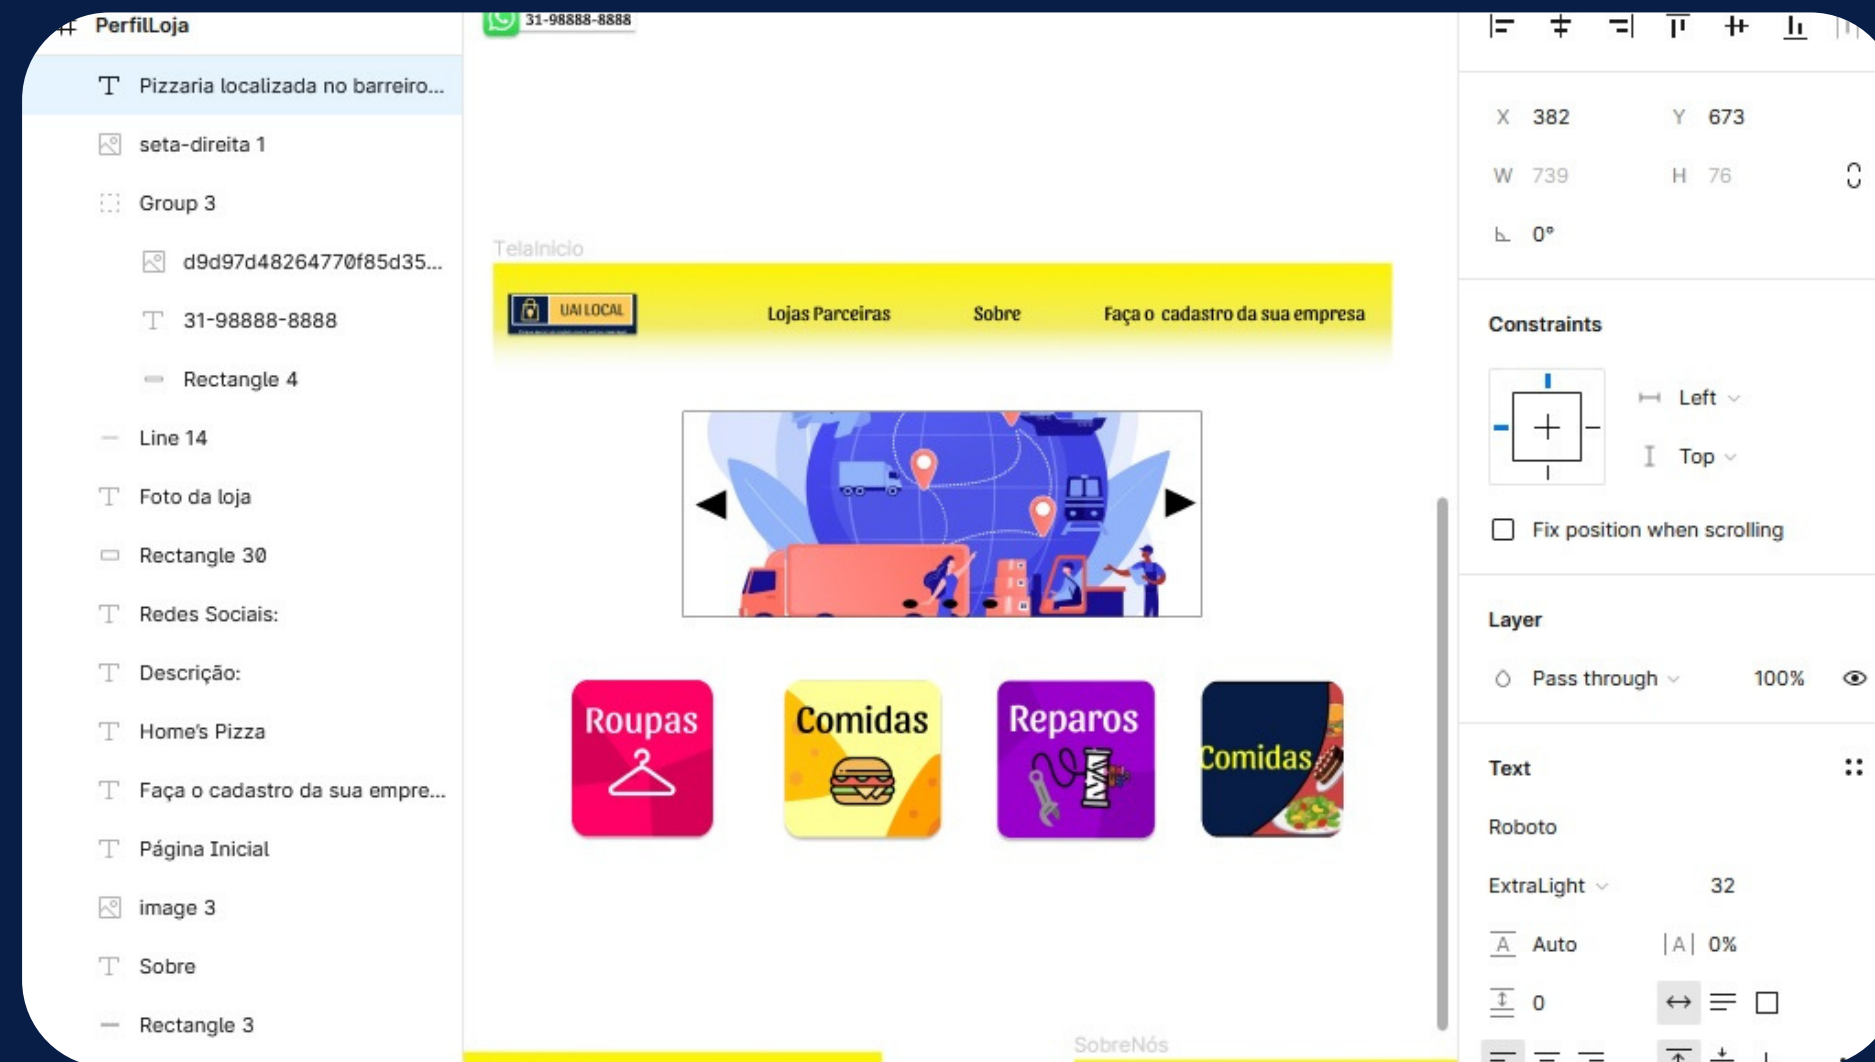 PerfilLoja
Pizzaria localizada no barreiro...
seta-direita 1
Group 3
d9d97d48264770f85d35...
31-98888-8888
Rectangle 4
Line 14
Foto da loja
Rectangle 30
Redes Sociais:
Descrição:
Home's Pizza
Faça o cadastro da sua empre...
Página Inicial
image 3
Sobre
Rectangle 3
31-98888-8888
TelaInicio
UAI LOCAL
Lojas Parceiras
Sobre
Faça o cadastro da sua empresa
Roupas
Comidas
Reparos
Comidas
SobreNós
X 382
Y 673
W 739
H 76
0°
Constraints
Left
Top
Fix position when scrolling
Layer
Pass through
100%
Text
Roboto
ExtraLight
32
A Auto
|A| 0%
0